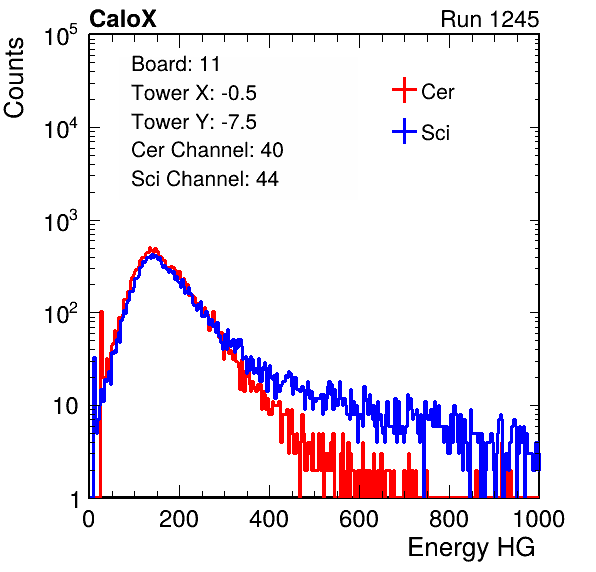 CaloX Run 1245
Counts
Board: 11
Tower X: -0.5
Tower Y: -7.5
Cer Channel: 40
Sci Channel: 44
Cer
Sci
10^5
10^4
10^3
10^2
10
1
0 200 400 600 800 1000
Energy HG